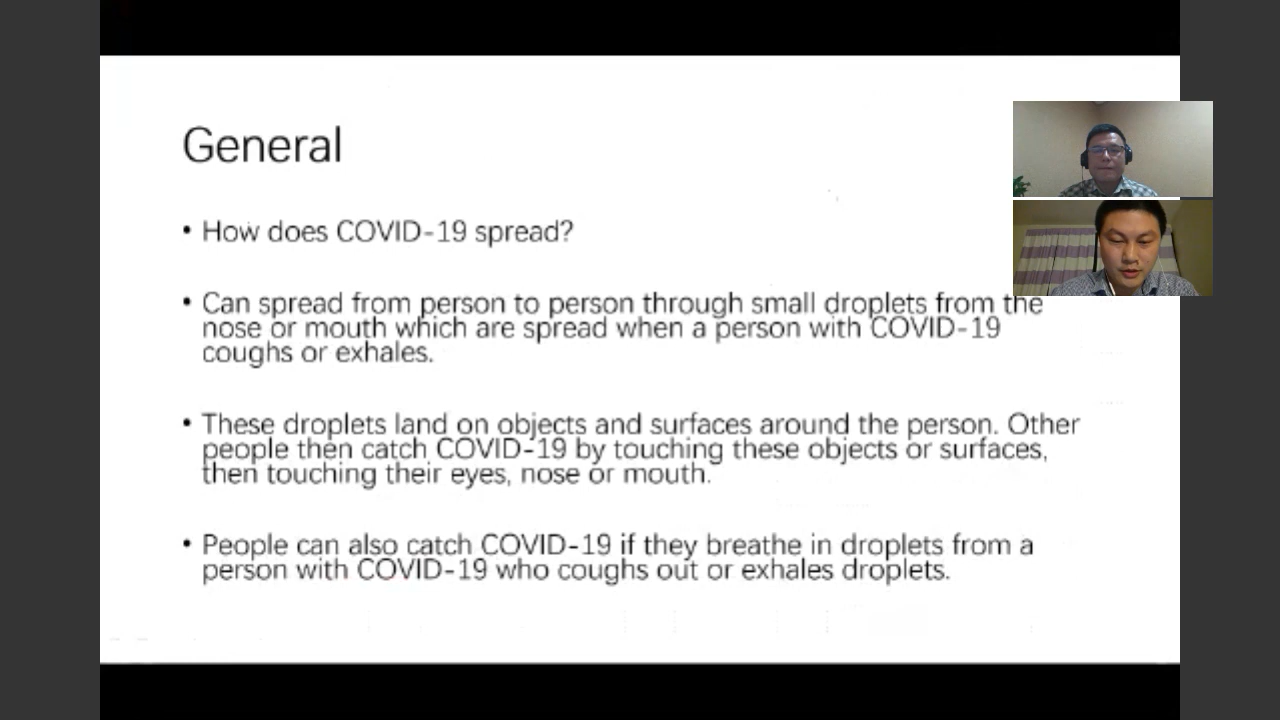 General
• How does COVID-19 spread?
• Can spread from person to person through small droplets from the
nose or mouth which are spread when a person with COVID-19
coughs or exhales.
• These droplets land on objects and surfaces around the person. Other
people then catch COVID-19 by touching these objects or surfaces,
then touching their eyes, nose or mouth.
• People can also catch COVID-19 if they breathe in droplets from a
person with COVID-19 who coughs out or exhales droplets.